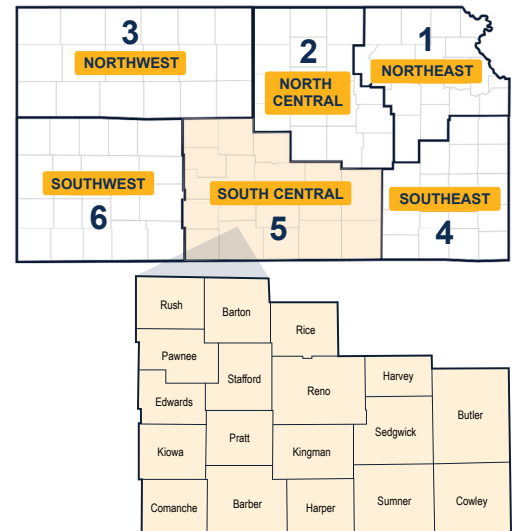 3
NORTHWEST
2
NORTH
CENTRAL
1
NORTHEAST
SOUTHWEST
6
SOUTH CENTRAL
5
SOUTHEAST
4
Rush
Barton
Rice
Pawnee
Stafford
Reno
Harvey
Edwards
Butler
Sedgwick
Pratt
Kiowa
Kingman
Comanche
Barber
Harper
Sumner
Cowley